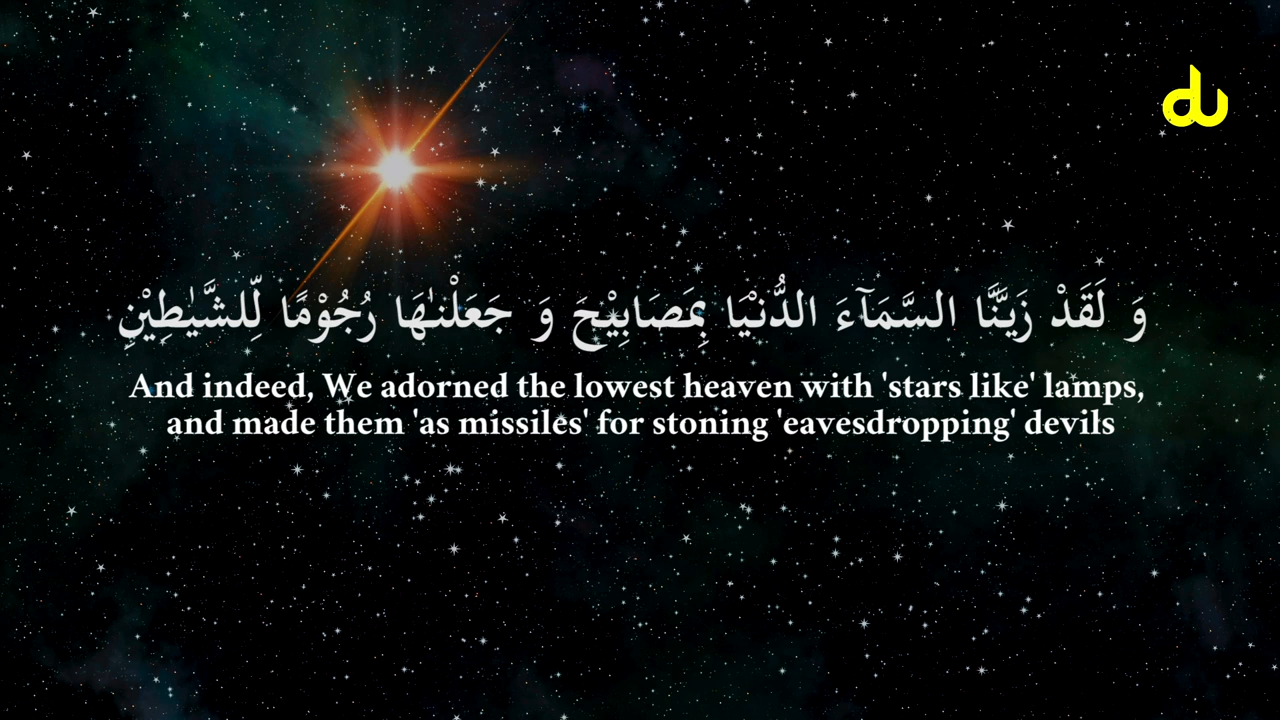 وَ لَقَدْ زَيَّنَّا السَّمَآءَ الدُّنْيَا بِمَصَابِيْحَ وَ جَعَلْنٰهَا رُجُوْمًا لِّلشَّيٰطِيْنِ
And indeed, We adorned the lowest heaven with 'stars like' lamps,
and made them 'as missiles' for stoning 'eavesdropping' devils